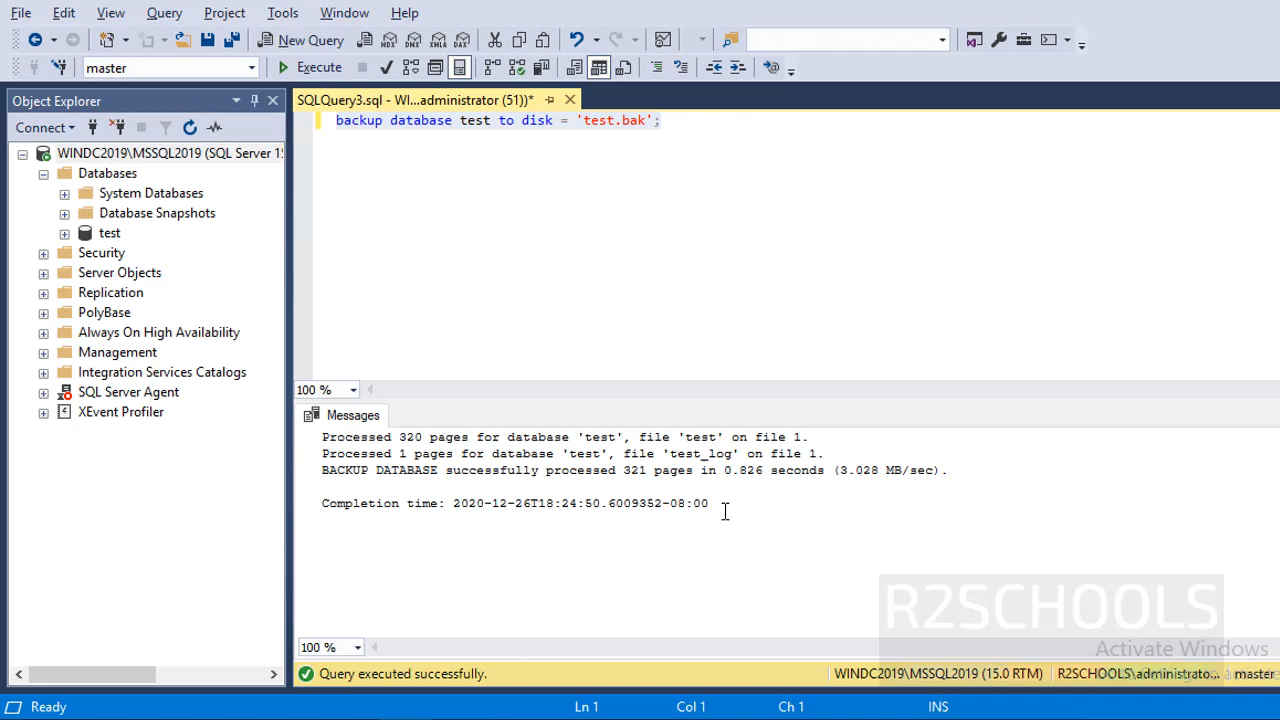 File Edit View Query Project Tools Window Help
New Query MDX DMX XMLA DAX
master Execute
Object Explorer
SQLQuery3.sql - WI...administrator (51))*
Connect
backup database test to disk = 'test.bak';
WINDC2019\MSSQL2019 (SQL Server 15
Databases
System Databases
Database Snapshots
test
Security
Server Objects
Replication
PolyBase
Always On High Availability
Management
Integration Services Catalogs
SQL Server Agent
XEvent Profiler
100 %
Messages
Processed 320 pages for database 'test', file 'test' on file 1.
Processed 1 pages for database 'test', file 'test_log' on file 1.
BACKUP DATABASE successfully processed 321 pages in 0.826 seconds (3.028 MB/sec).
Completion time: 2020-12-26T18:24:50.6009352-08:00
R2SCHOOLS
Activate Windows
100 %
Query executed successfully.
WINDC2019\MSSQL2019 (15.0 RTM)
R2SCHOOLS\administrato...
master
Ready
Ln 1 Col 1 Ch 1 INS